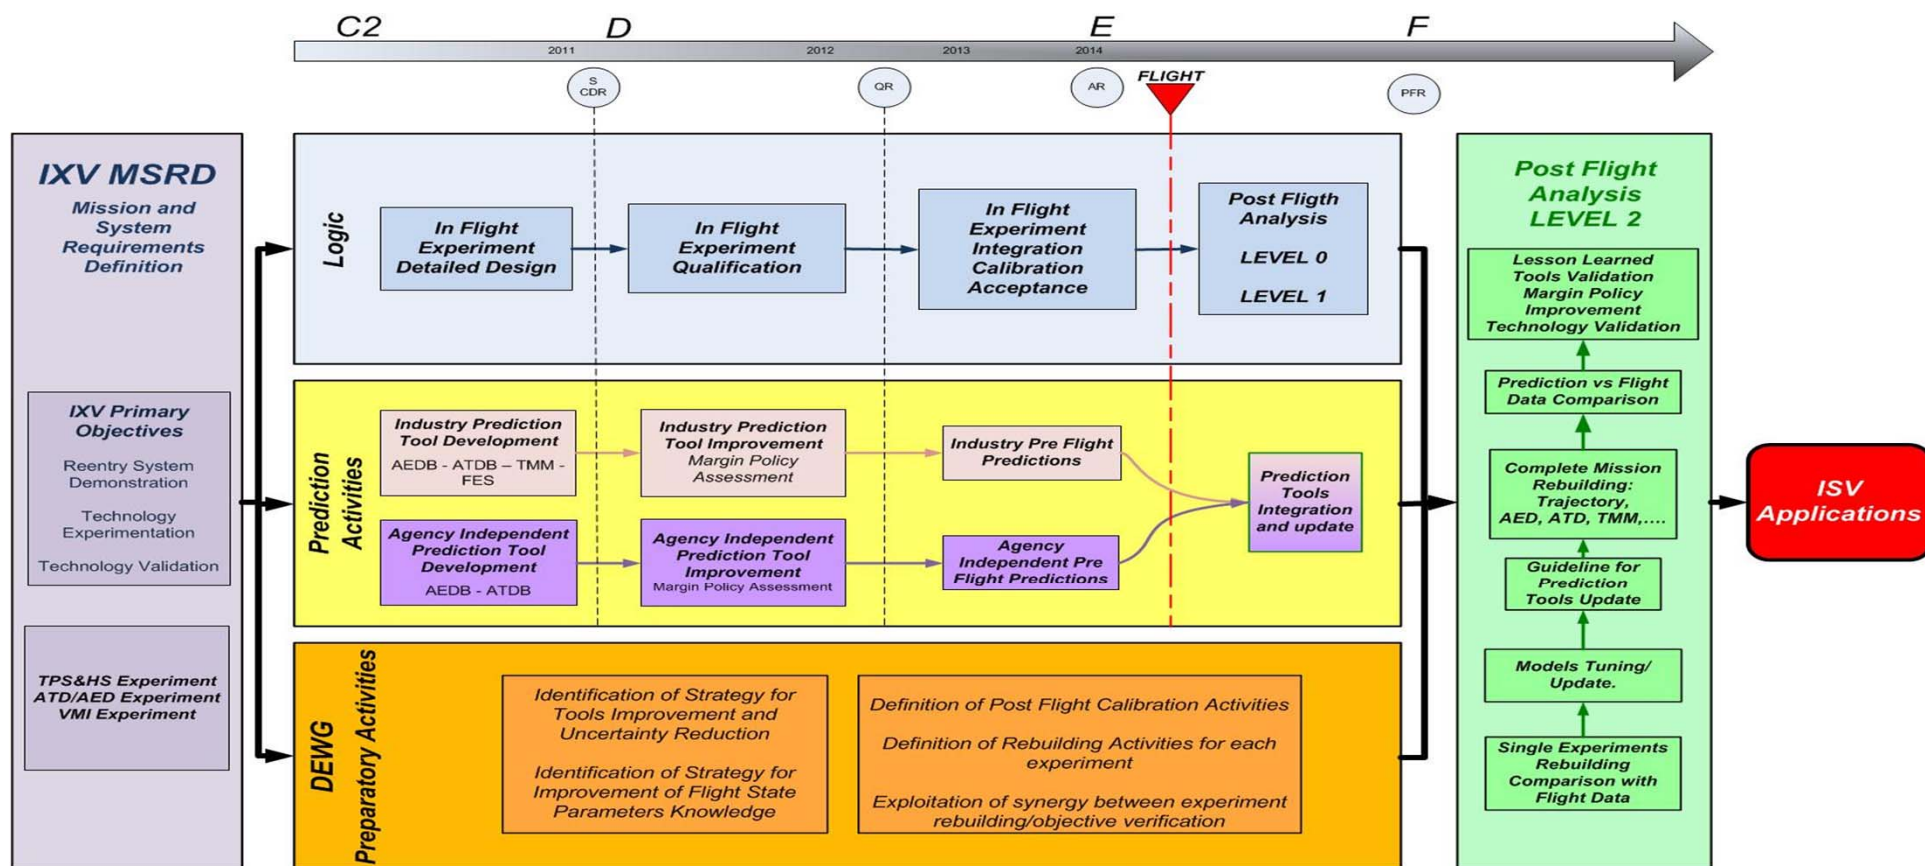 C2
D
E
F
2011
2012
2013
2014
S
CDR
QR
AR
FLIGHT
PFR
IXV MSRD
Mission and
System
Requirements
Definition
IXV Primary
Objectives
Reentry System
Demonstration
Technology
Experimentation
Technology Validation
TPS&HS Experiment
ATD/AED Experiment
VMI Experiment
Logic
In Flight
Experiment
Detailed Design
In Flight
Experiment
Qualification
In Flight
Experiment
Integration
Calibration
Acceptance
Post Fligth
Analysis
LEVEL 0
LEVEL 1
Prediction
Activities
Industry Prediction
Tool Development
AEDB - ATDB – TMM -
FES
Industry Prediction
Tool Improvement
Margin Policy
Assessment
Industry Pre Flight
Predictions
Agency Independent
Prediction Tool
Development
AEDB - ATDB
Agency Independent
Prediction Tool
Improvement
Margin Policy Assessment
Agency
Independent Pre
Flight Predictions
Prediction
Tools
Integration
and update
DEWG
Preparatory Activities
Identification of Strategy for
Tools Improvement and
Uncertainty Reduction
Identification of Strategy for
Improvement of Flight State
Parameters Knowledge
Definition of Post Flight Calibration Activities
Definition of Rebuilding Activities for each
experiment
Exploitation of synergy between experiment
rebuilding/objective verification
Post Flight
Analysis
LEVEL 2
Lesson Learned
Tools Validation
Margin Policy
Improvement
Technology Validation
Prediction vs Flight
Data Comparison
Complete Mission
Rebuilding:
Trajectory,
AED, ATD, TMM,....
Guideline for
Prediction
Tools Update
Models Tuning/
Update.
Single Experiments
Rebuilding
Comparison with
Flight Data
ISV
Applications